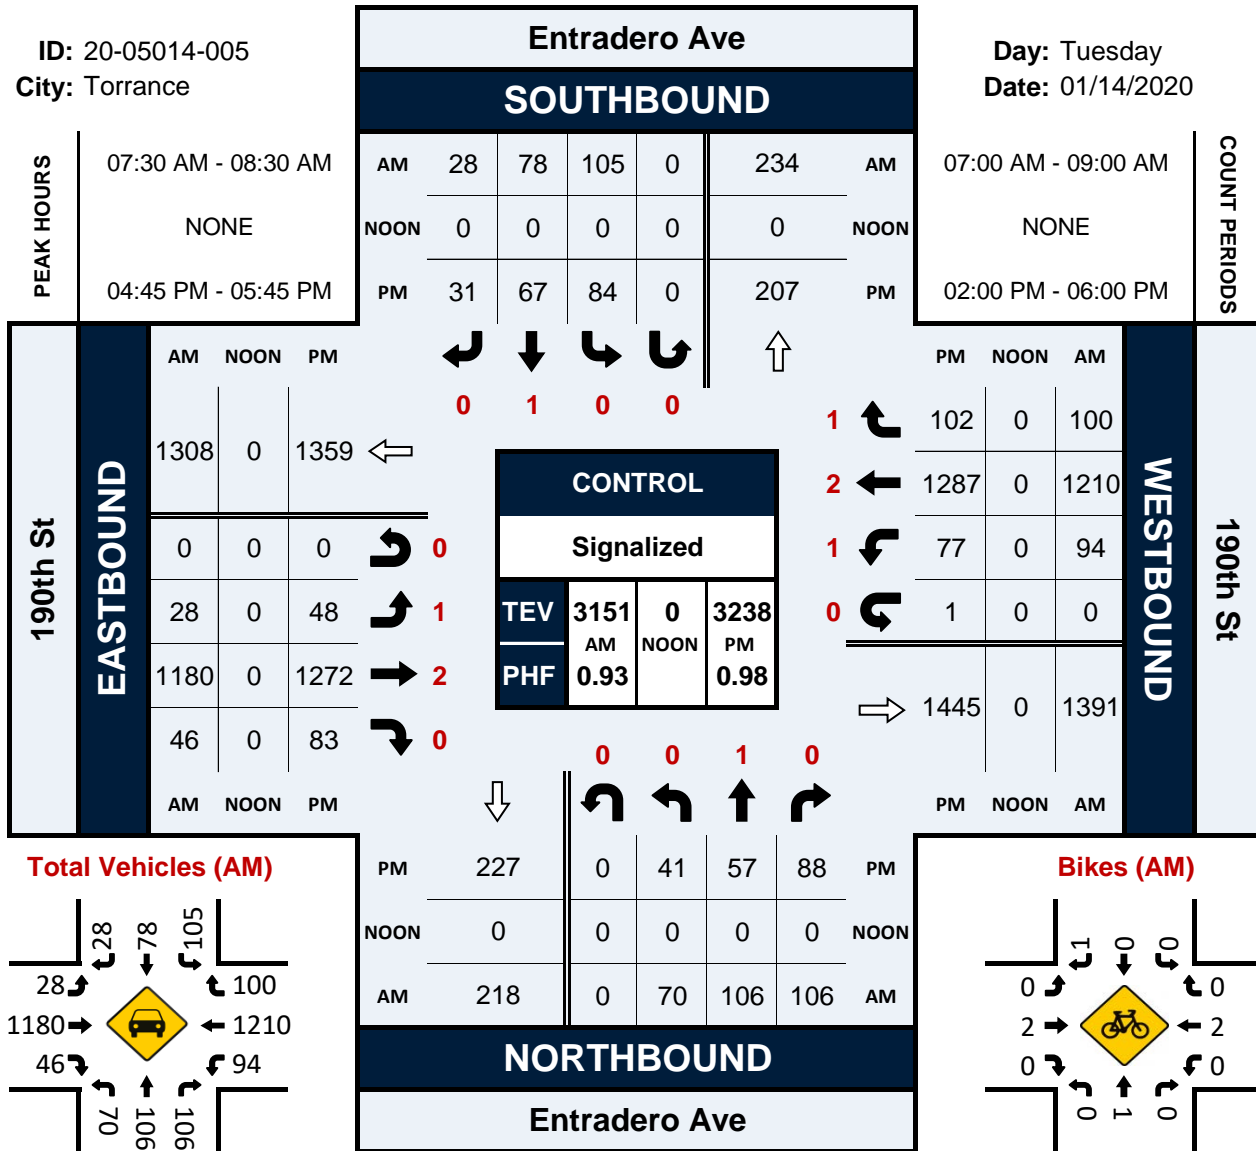 Entradero Ave
ID: 20-05014-005
Day: Tuesday
City: Torrance
Date: 01/14/2020
SOUTHBOUND
PEAK HOURS
07:30 AM - 08:30 AM
AM 28 78 105 0 234 AM
07:00 AM - 09:00 AM
COUNT PERIODS
NONE
NOON 0 0 0 0 0 NOON
NONE
04:45 PM - 05:45 PM
PM 31 67 84 0 207 PM
02:00 PM - 06:00 PM
190th St
EASTBOUND
AM NOON PM
PM NOON AM
0 1 0 0
1308 0 1359
1 102 0 100
2 1287 0 1210
0 0 0 0
1 77 0 94
28 0 48 1
0 1 0 0
1180 0 1272 2
46 0 83 0
1445 0 1391
AM NOON PM
PM NOON AM
WESTBOUND
190th St
CONTROL
Signalized
TEV 3151 0 3238
AM NOON PM
PHF 0.93 0.98
0 0 1 0
PM 227 0 41 57 88 PM
NOON 0 0 0 0 0 NOON
AM 218 0 70 106 106 AM
NORTHBOUND
Entradero Ave
Total Vehicles (AM)
28 78 105
28 100
1180 1210
46 94
70 106 106
Bikes (AM)
1 0 0
0 0
2 2
0 0
0 1 0